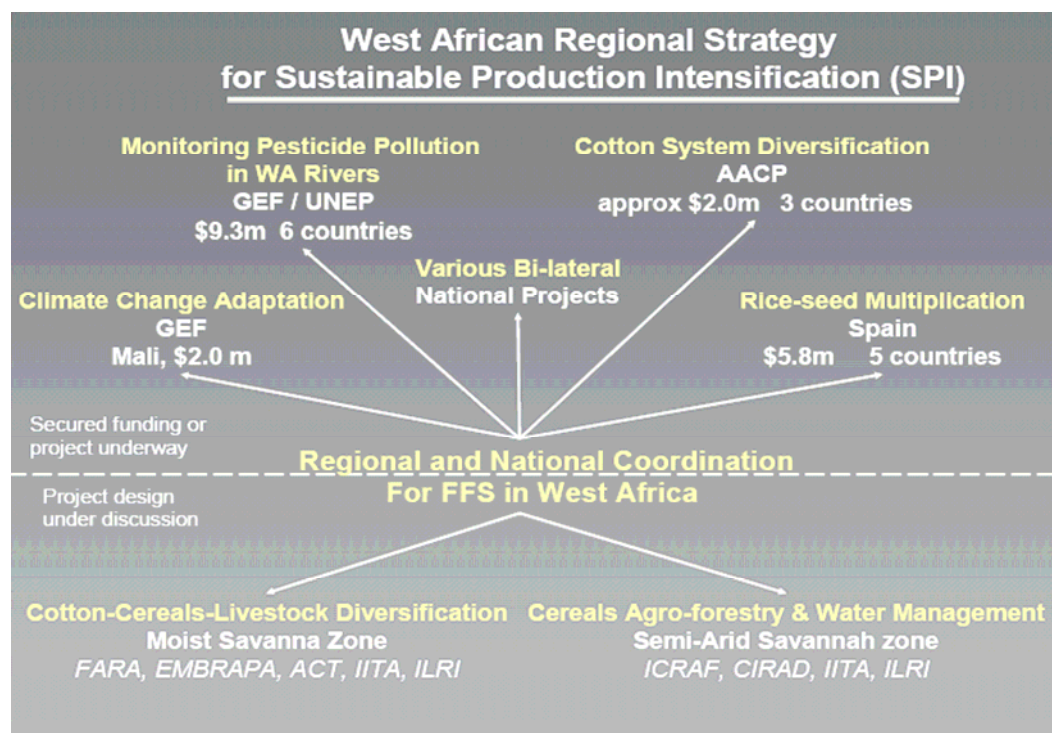 West African Regional Strategy
for Sustainable Production Intensification (SPI)
Monitoring Pesticide Pollution
in WA Rivers
GEF / UNEP
$9.3m 6 countries
Cotton System Diversification
AACP
approx $2.0m 3 countries
Various Bi-lateral
National Projects
Climate Change Adaptation
GEF
Mali, $2.0 m
Rice-seed Multiplication
Spain
$5.8m 5 countries
Secured funding or
project underway
Regional and National Coordination
For FFS in West Africa
Project design
under discussion
Cotton-Cereals-Livestock Diversification
Moist Savanna Zone
FARA, EMBRAPA, ACT, IITA, ILRI
Cereals Agro-forestry & Water Management
Semi-Arid Savannah zone
ICRAF, CIRAD, IITA, ILRI